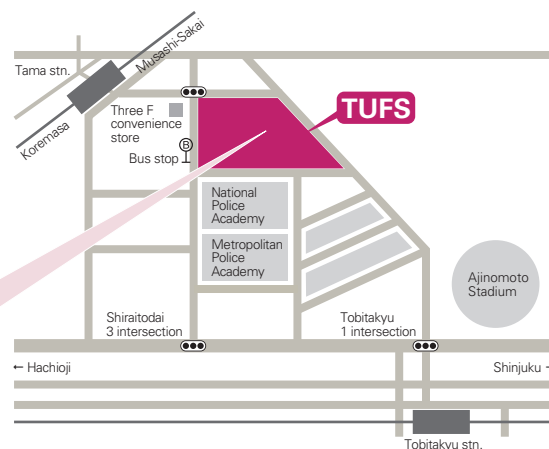 Musashi-Sakai
Tama stn.
Koremasa
TUFS
Three F
convenience
store
B
Bus stop
National
Police
Academy
Metropolitan
Police
Academy
Ajinomoto
Stadium
Shiraitodai
3 intersection
Tobitakyu
1 intersection
← Hachioji
Shinjuku
Tobitakyu stn.